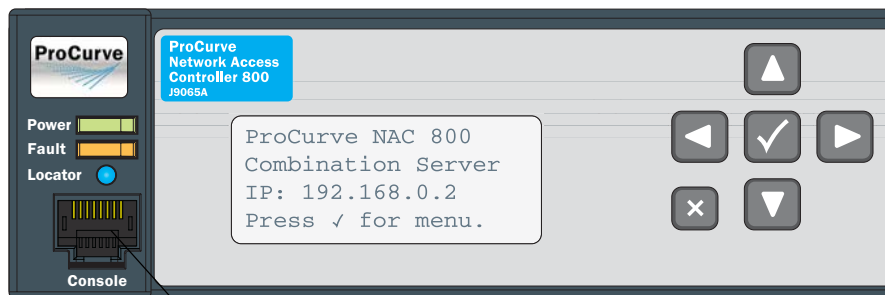 ProCurve
ProCurve
Network Access
Controller 800
J9065A
Power
Fault
Locator
Console
ProCurve NAC 800
Combination Server
IP: 192.168.0.2
Press ✓ for menu.